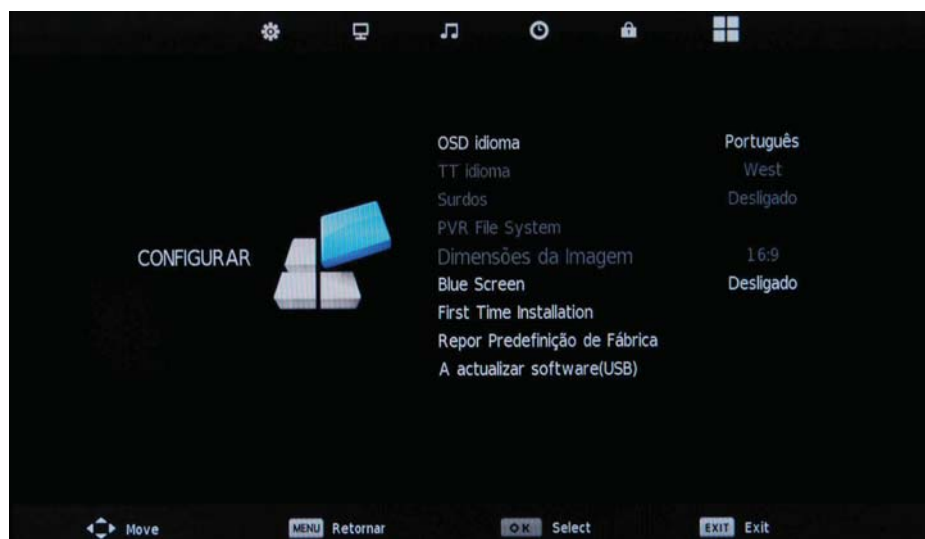 OSD idioma Português
TT idioma West
Surdos Desligado
PVR File System
CONFIGURAR
Dimensões da Imagem 16:9
Blue Screen Desligado
First Time Installation
Repor Predefinição de Fábrica
A actualizar software(USB)
Move MENU Retornar OK Select EXIT Exit